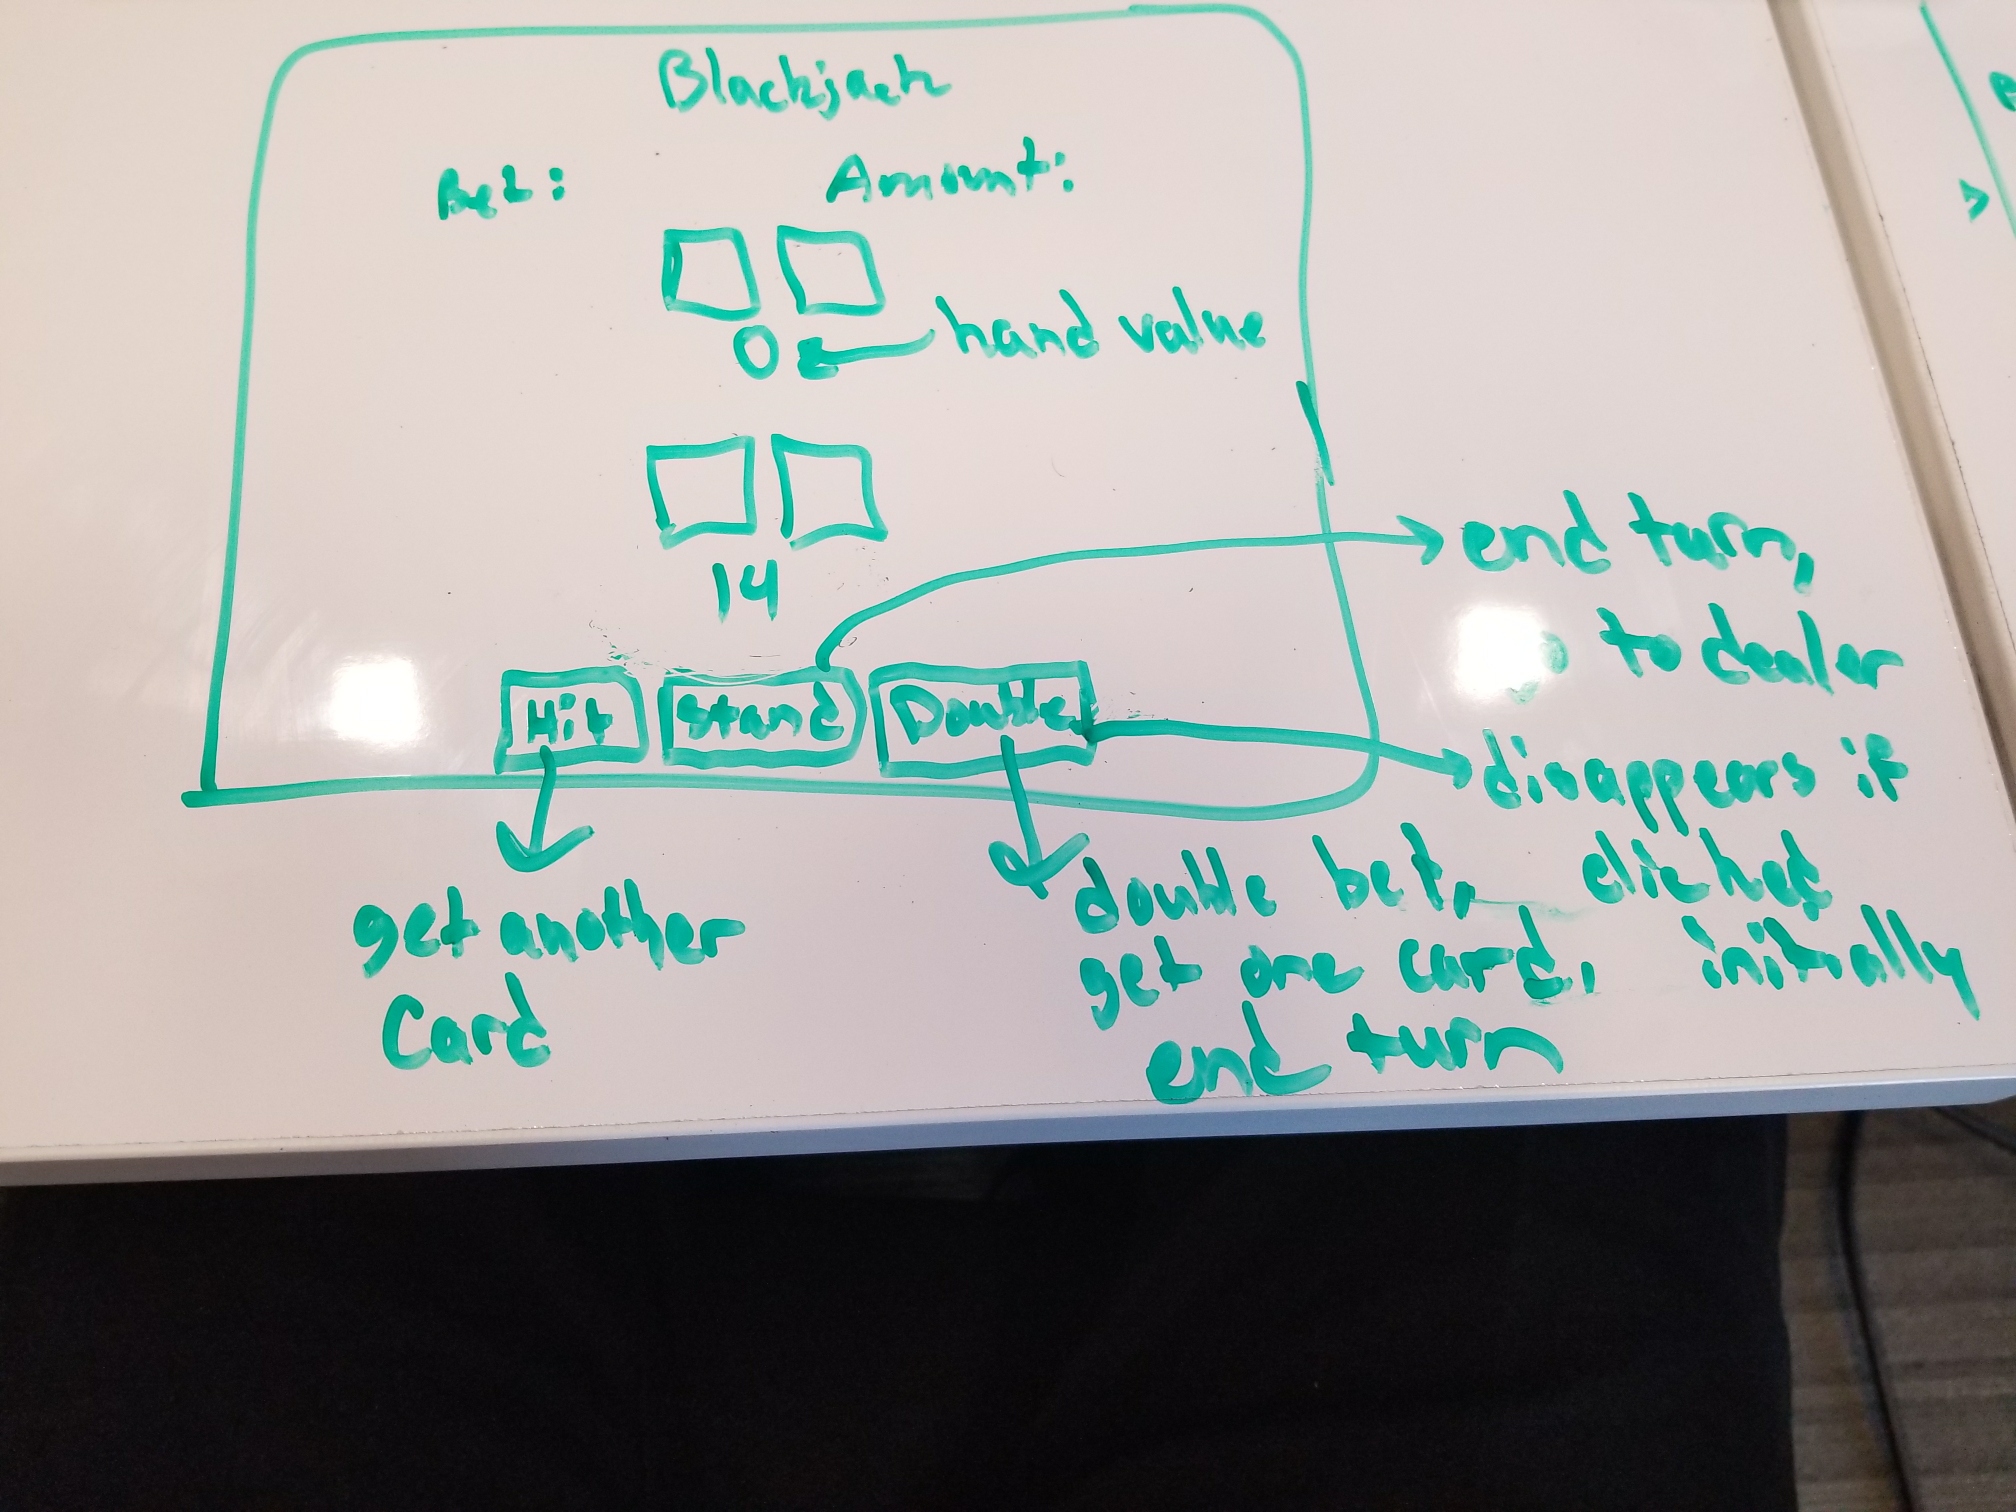 Blackjack
Bet: Amount:
0
hand value
14
Hit Stand Double
end turn,
to dealer
disappears if
clicked
initially
get another
Card
double bet,
get one card,
end turn